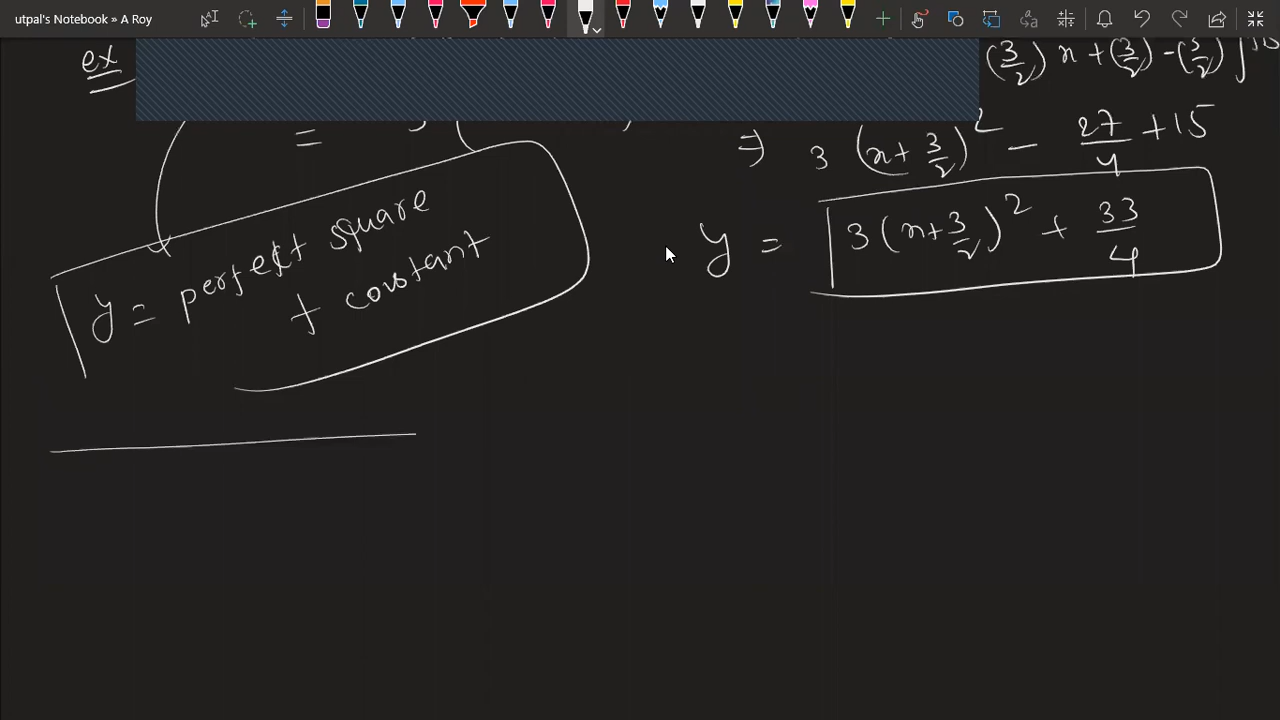 utpal's Notebook » A Roy
ex
(3/2) n + (3/2) - (3/2) ] 15
=
⇒ 3 (n + 3/2)^2 - 27/4 + 15
y = perfect square
+ constant
y = 3(n + 3/2)^2 + 33/4